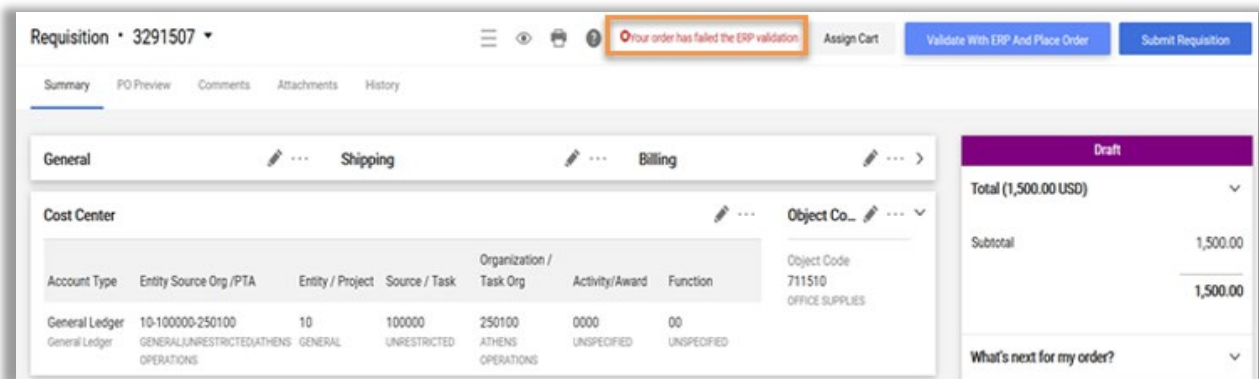 Requisition • 3291507
Your order has failed the ERP validation
Assign Cart
Validate With ERP And Place Order
Submit Requisition
Summary PO Preview Comments Attachments History
General Shipping Billing
Draft
Total (1,500.00 USD)
Subtotal 1,500.00
1,500.00
What's next for my order?
Cost Center
Account Type Entity Source Org /PTA Entity / Project Source / Task Organization / Task Org Activity/Award Function
General Ledger 10-100000-250100 10 100000 250100 0000 00
General Ledger GENERAL|UNRESTRICTED|ATHENS OPERATIONS GENERAL UNRESTRICTED ATHENS OPERATIONS UNSPECIFIED UNSPECIFIED
Object Co...
Object Code
711510
OFFICE SUPPLIES